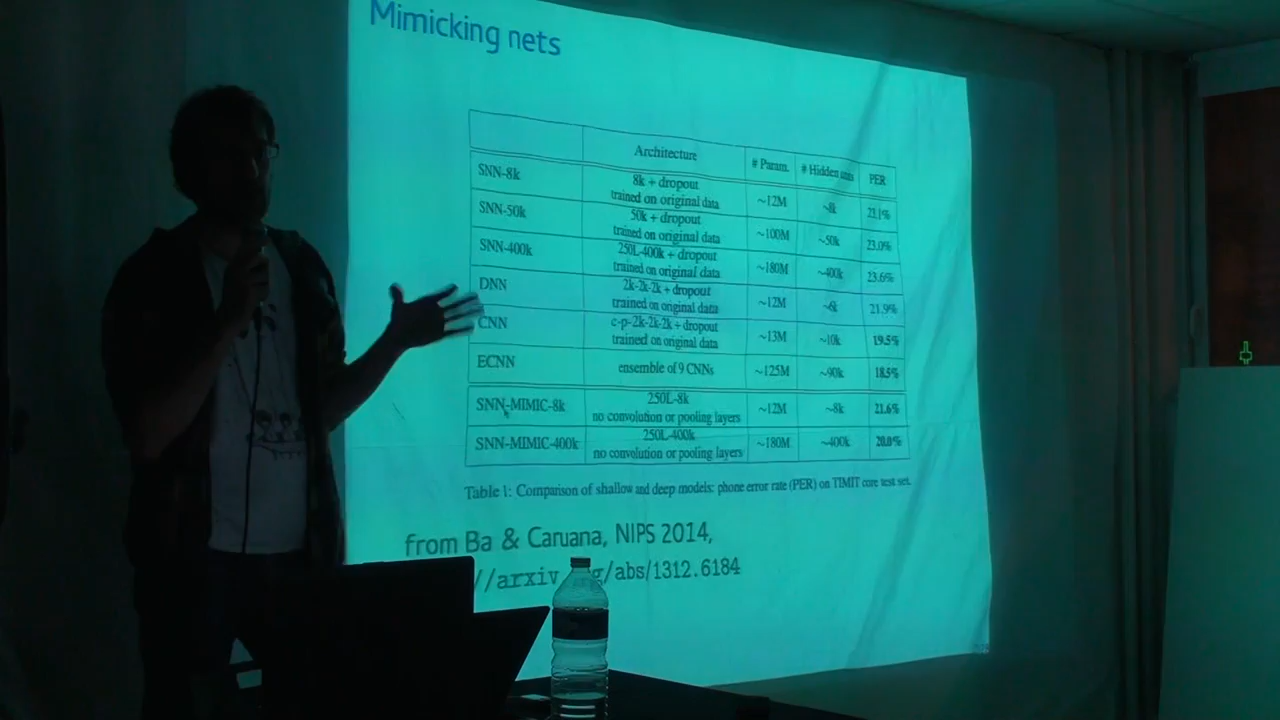 Mimicking nets
Architecture # Param. # Hidden units PER
SNN-8k 8k + dropout
trained on original data ~12M ~8k 23.1%
SNN-50k 50k + dropout
trained on original data ~100M ~50k 23.0%
SNN-400k 250L-400k + dropout
trained on original data ~180M ~400k 23.6%
DNN 2k-2k-2k + dropout
trained on original data ~12M ~6k 21.9%
CNN c-p-2k-2k-2k + dropout
trained on original data ~13M ~10k 19.5%
ECNN ensemble of 9 CNNs ~125M ~90k 18.5%
SNN-MIMIC-8k 250L-8k
no convolution or pooling layers ~12M ~8k 21.6%
SNN-MIMIC-400k 250L-400k
no convolution or pooling layers ~180M ~400k 20.0%
Table 1: Comparison of shallow and deep models: phone error rate (PER) on TIMIT core test set.
from Ba & Caruana, NIPS 2014,
//arxiv g/abs/1312.6184